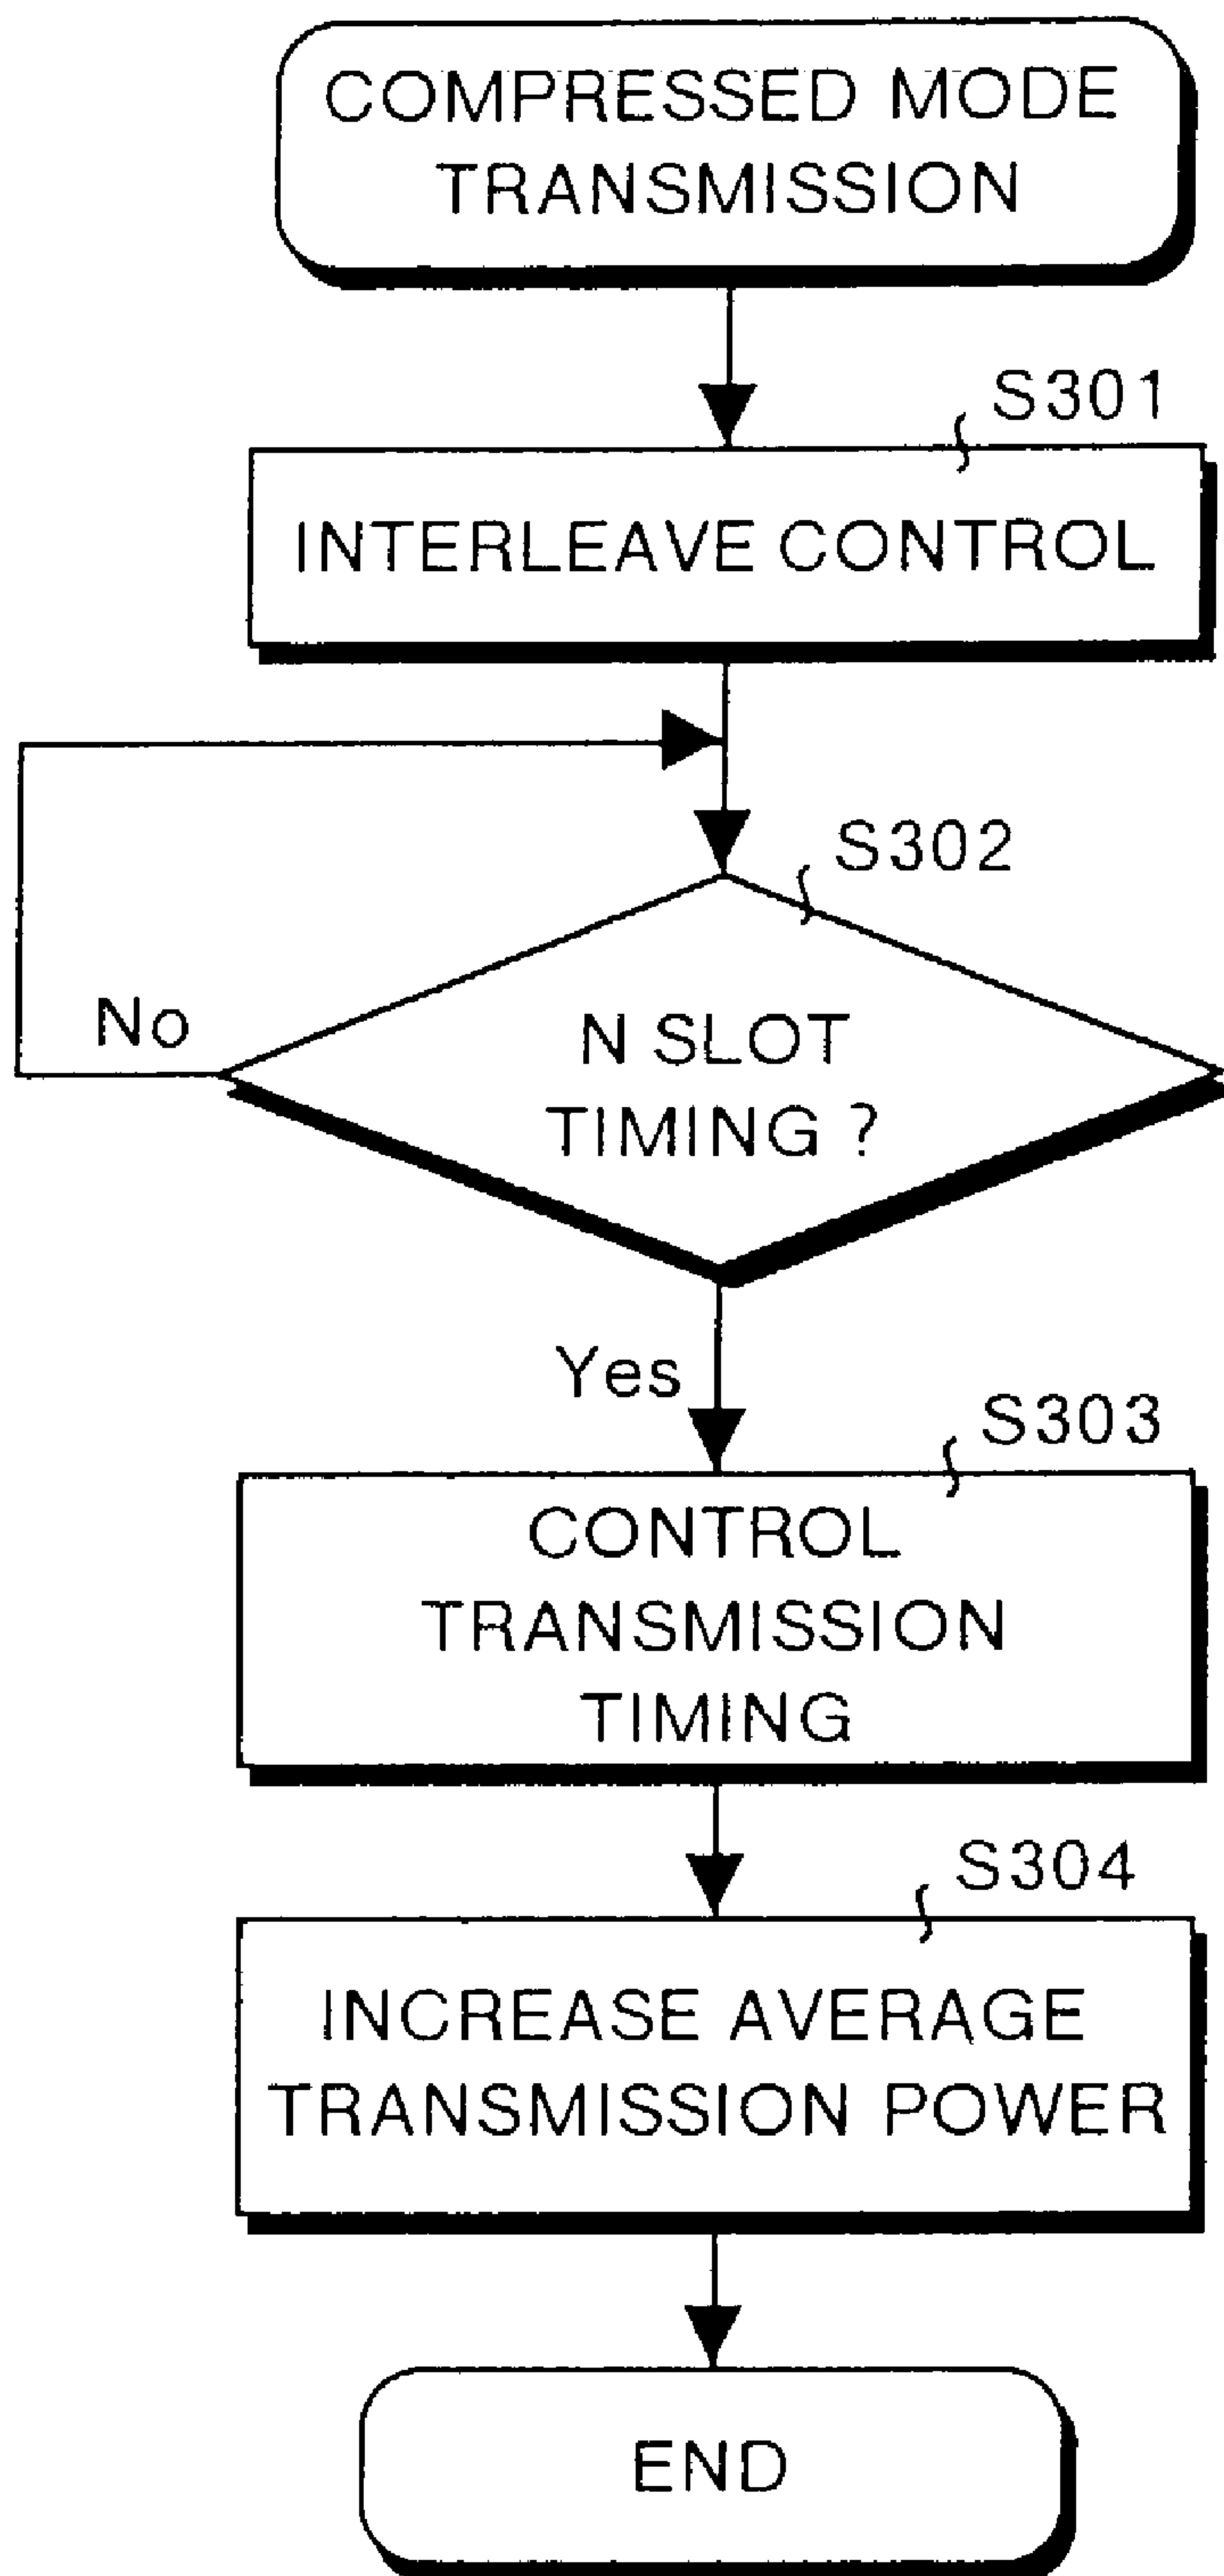 COMPRESSED MODE
TRANSMISSION
S301
INTERLEAVE CONTROL
S302
No
N SLOT
TIMING ?
Yes
S303
CONTROL
TRANSMISSION
TIMING
S304
INCREASE AVERAGE
TRANSMISSION POWER
END